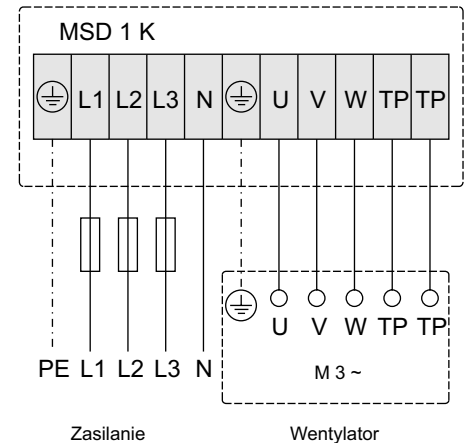 MSD 1 K
L1 L2 L3 N U V W TP TP
U V W TP TP
PE L1 L2 L3 N
M 3 ~
Zasilanie Wentylator